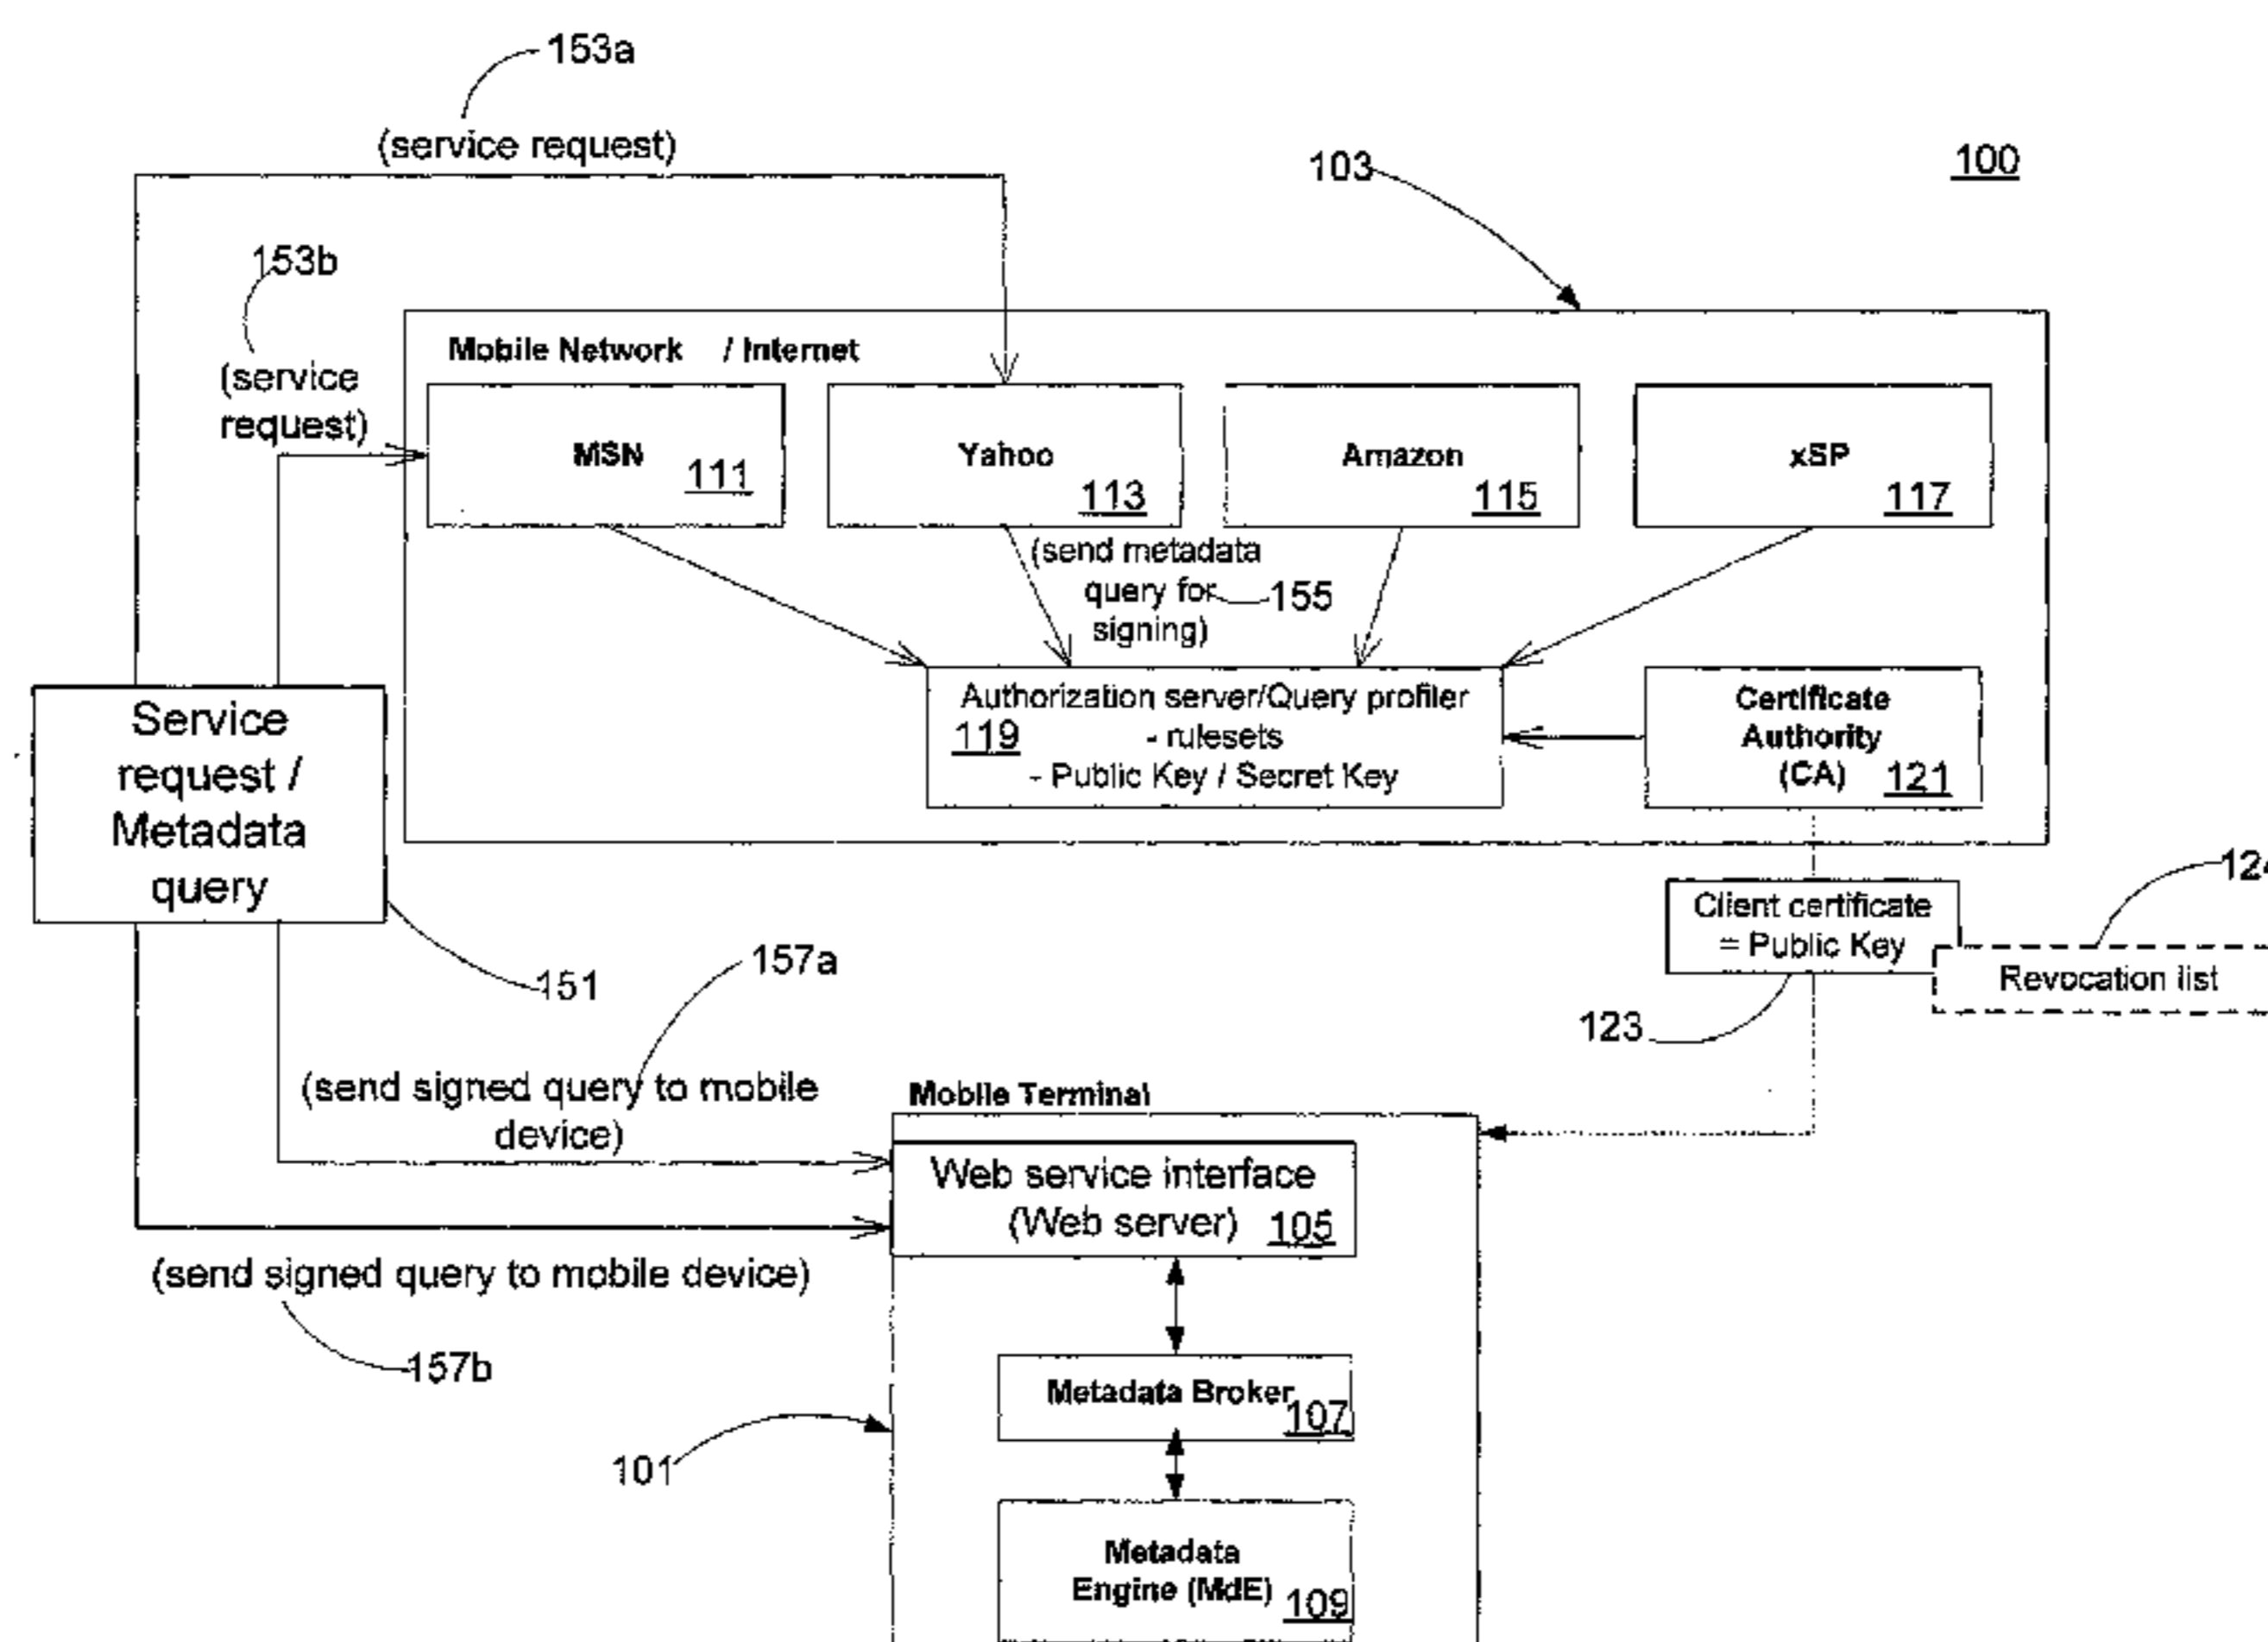 153a
(service request)
103
100
153b
(service
request)
Mobile Network / Internet
MSN 111
Yahoo 113
Amazon 115
xSP 117
(send metadata
query for 155
signing)
Authorization server/Query profiler
119 - rulesets
- Public Key / Secret Key
Certificate
Authority
(CA) 121
Service
request /
Metadata
query
151
124
Client certificate
= Public Key
Revocation list
123
157a
(send signed query to mobile
device)
Mobile Terminal
Web service interface
(Web server) 105
(send signed query to mobile device)
157b
Metadata Broker
107
101
Metadata
Engine (MdE) 109